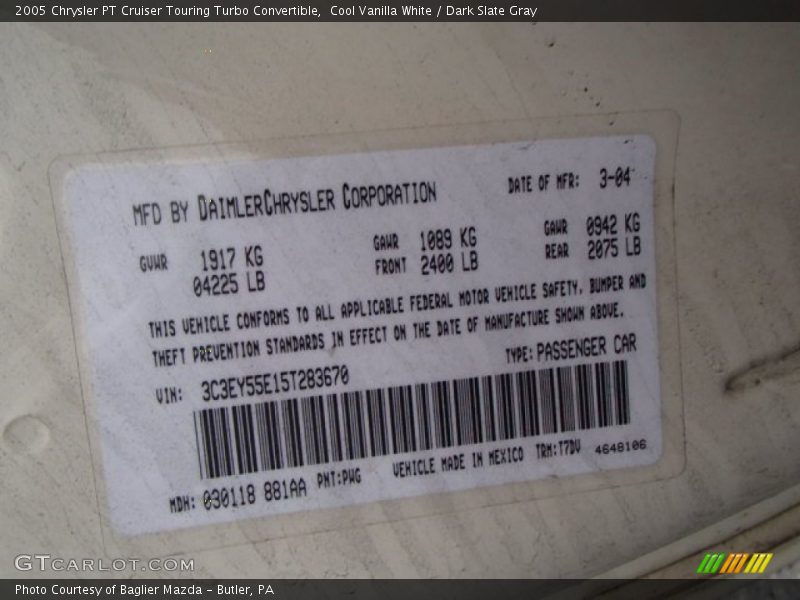 2005 Chrysler PT Cruiser Touring Turbo Convertible,  Cool Vanilla White / Dark Slate Gray
MFD BY DAIMLERCHRYSLER CORPORATION DATE OF MFR: 3-04
GVWR 1917 KG GAWR 1089 KG GAWR 0942 KG
04225 LB FRONT 2400 LB REAR 2075 LB
THIS VEHICLE CONFORMS TO ALL APPLICABLE FEDERAL MOTOR VEHICLE SAFETY, BUMPER AND
THEFT PREVENTION STANDARDS IN EFFECT ON THE DATE OF MANUFACTURE SHOWN ABOVE.
VIN: 3C3EY55E15T283670 TYPE: PASSENGER CAR
MDH: 030118 881AA PNT:PWG VEHICLE MADE IN MEXICO TRM:T7DV 4648106
GTCARLOT.COM
Photo Courtesy of Baglier Mazda - Butler, PA